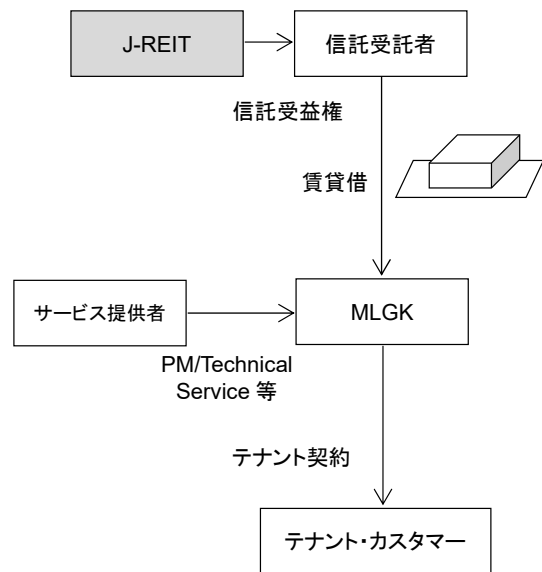 J-REIT
信託受託者
信託受益権
賃貸借
サービス提供者
MLGK
PM/Technical
Service 等
テナント契約
テナント・カスタマー